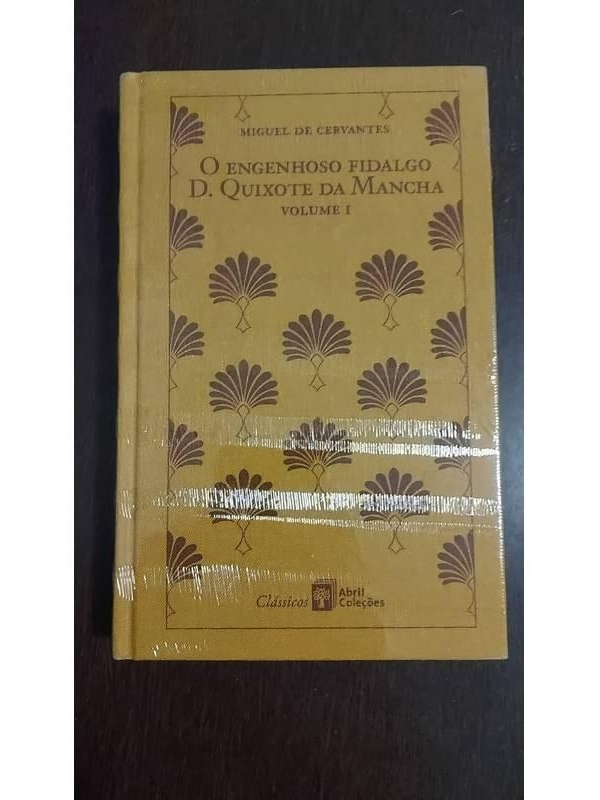 MIGUEL DE CERVANTES
O ENGENHOSO FIDALGO
D. QUIXOTE DA MANCHA
VOLUME I
Clássicos
Abril
Coleções